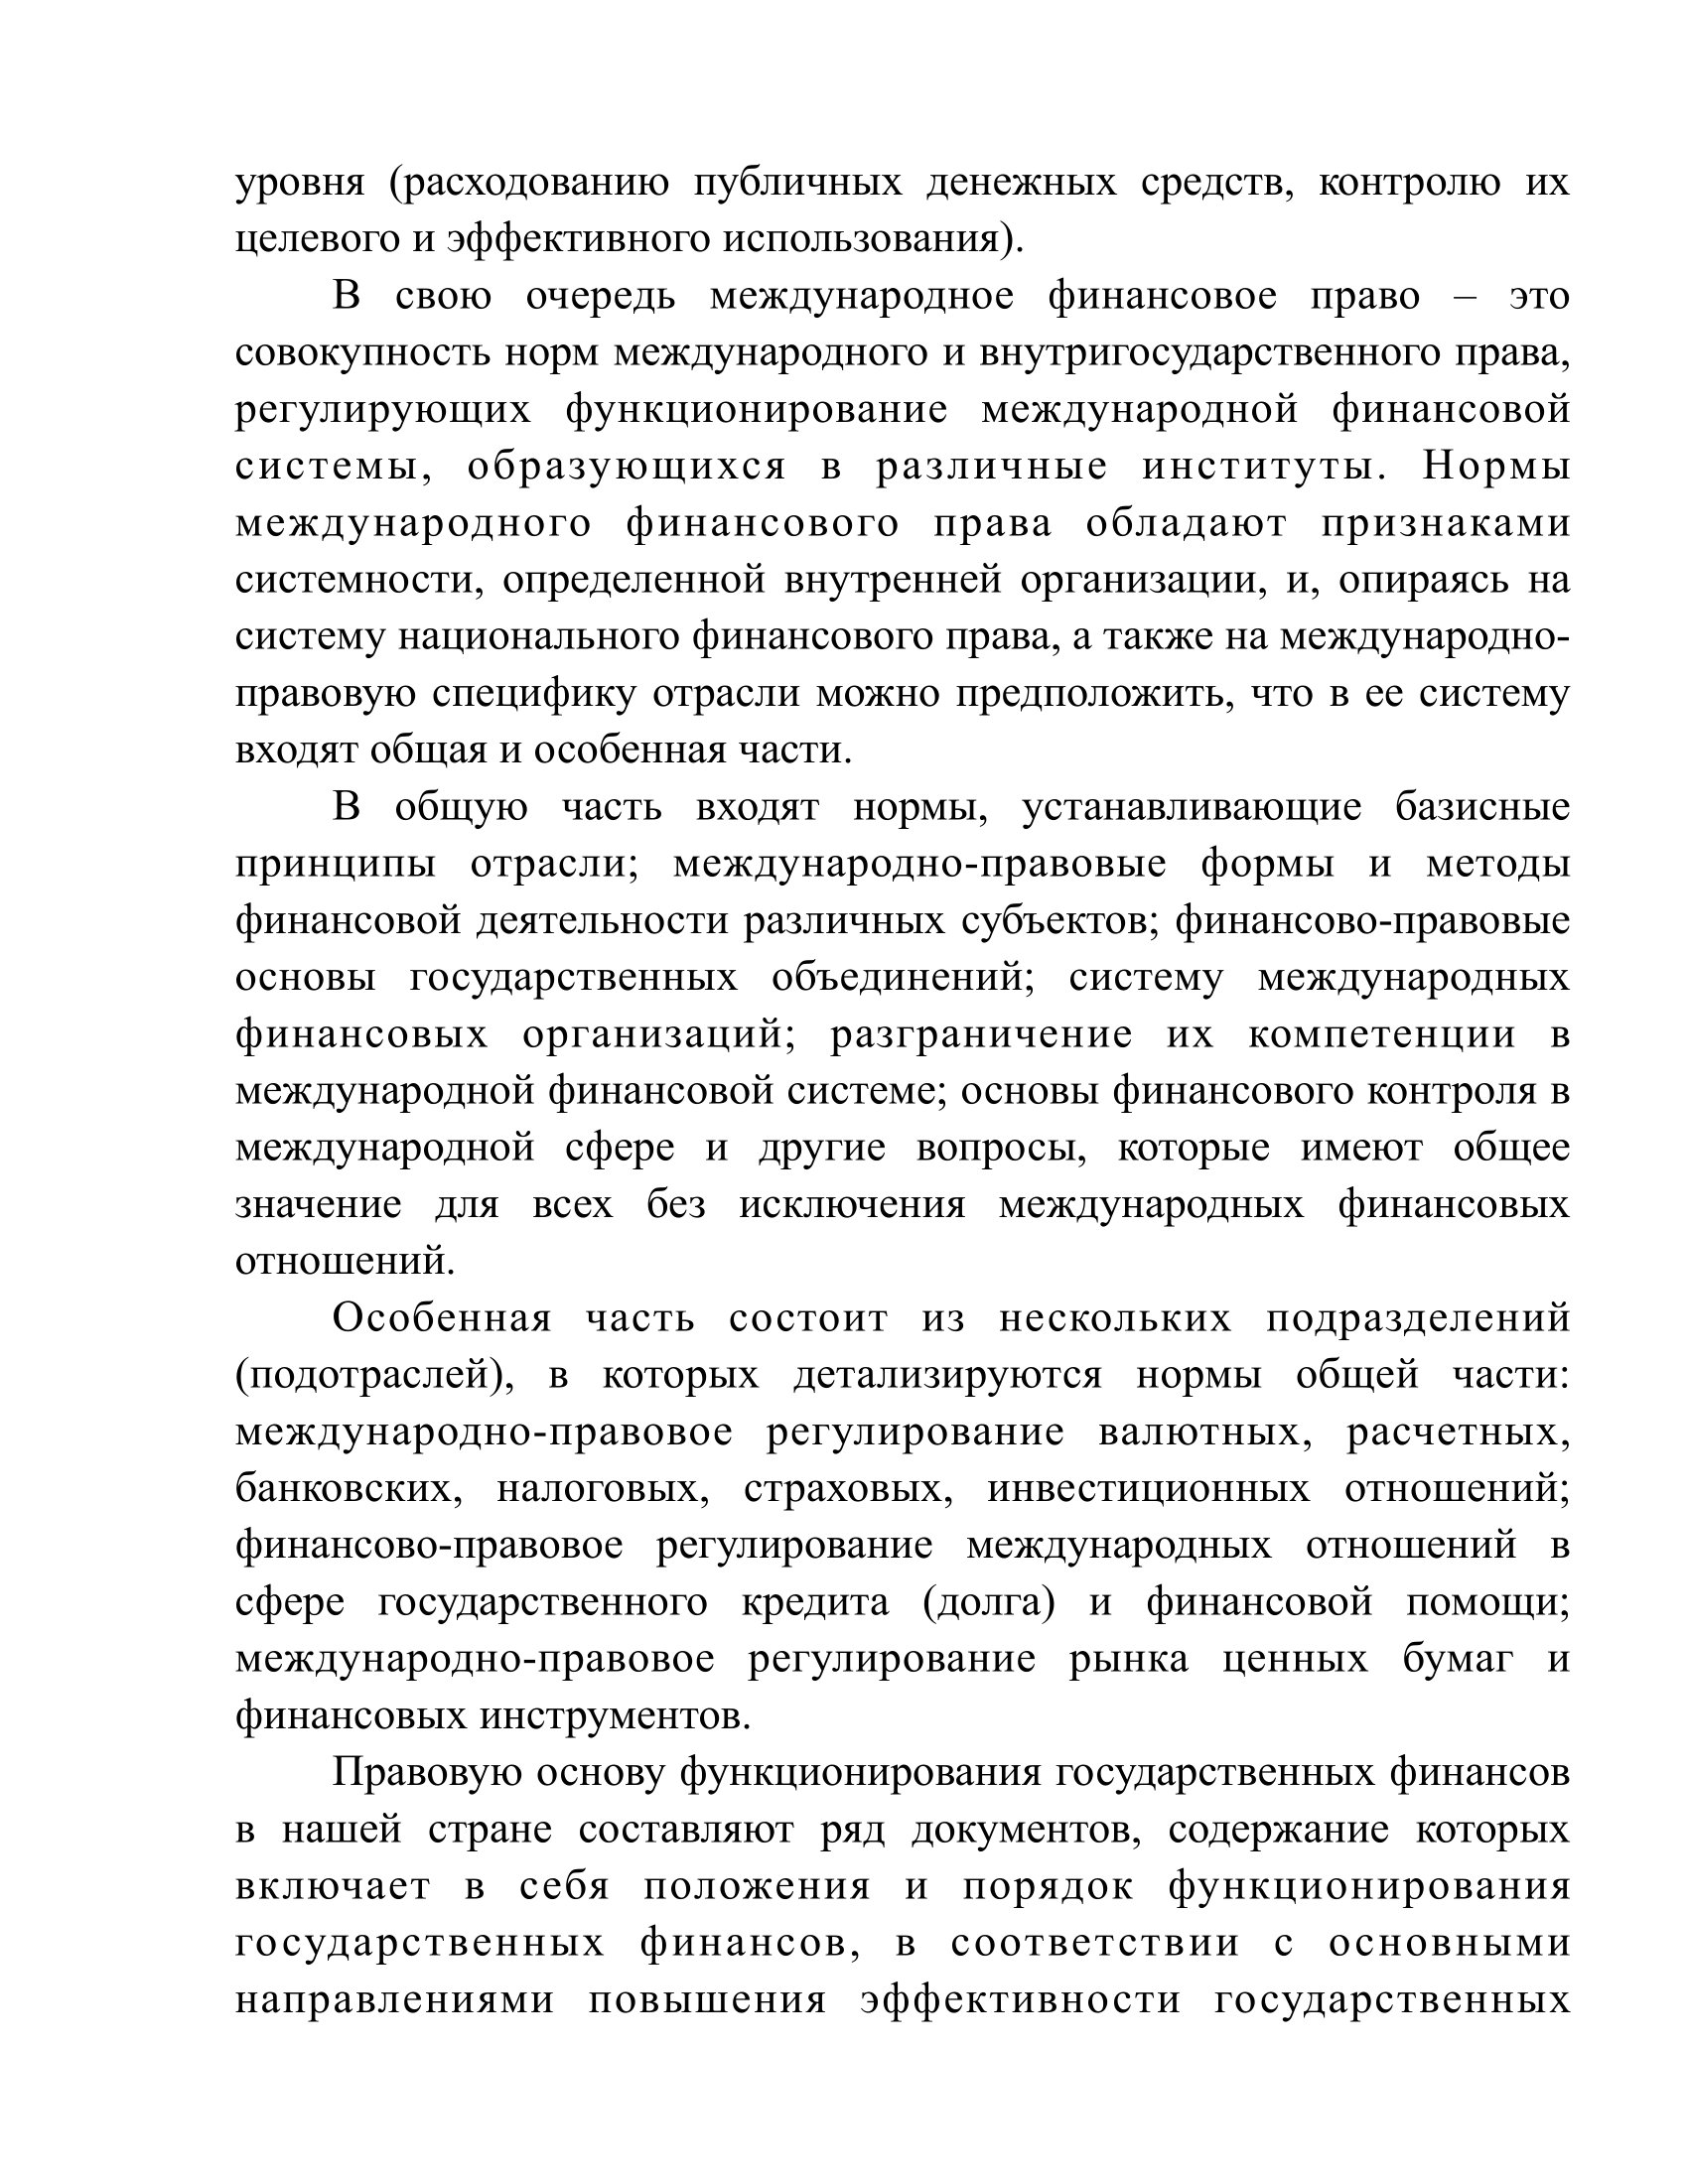 уровня (расходованию публичных денежных средств, контролю их
целевого и эффективного использования).
В свою очередь международное финансовое право – это
совокупность норм международного и внутригосударственного права,
регулирующих функционирование международной финансовой
системы, образующихся в различные институты. Нормы
международного финансового права обладают признаками
системности, определенной внутренней организации, и, опираясь на
систему национального финансового права, а также на международно-
правовую специфику отрасли можно предположить, что в ее систему
входят общая и особенная части.
В общую часть входят нормы, устанавливающие базисные
принципы отрасли; международно-правовые формы и методы
финансовой деятельности различных субъектов; финансово-правовые
основы государственных объединений; систему международных
финансовых организаций; разграничение их компетенции в
международной финансовой системе; основы финансового контроля в
международной сфере и другие вопросы, которые имеют общее
значение для всех без исключения международных финансовых
отношений.
Особенная часть состоит из нескольких подразделений
(подотраслей), в которых детализируются нормы общей части:
международно-правовое регулирование валютных, расчетных,
банковских, налоговых, страховых, инвестиционных отношений;
финансово-правовое регулирование международных отношений в
сфере государственного кредита (долга) и финансовой помощи;
международно-правовое регулирование рынка ценных бумаг и
финансовых инструментов.
Правовую основу функционирования государственных финансов
в нашей стране составляют ряд документов, содержание которых
включает в себя положения и порядок функционирования
государственных финансов, в соответствии с основными
направлениями повышения эффективности государственных